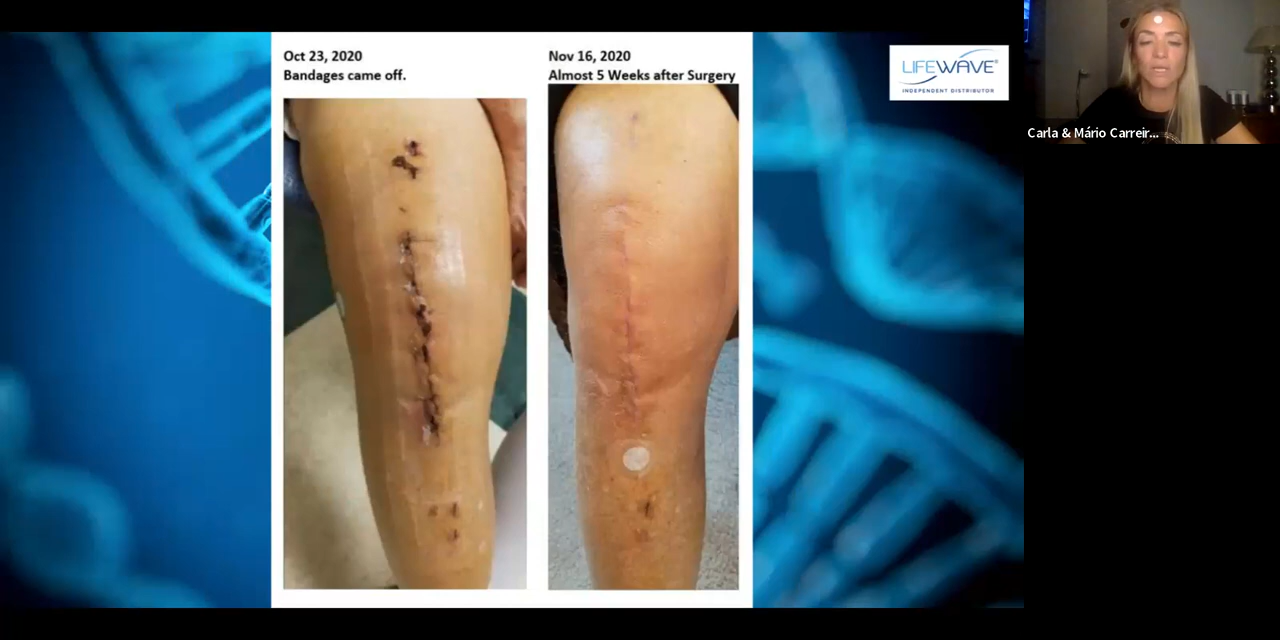 Oct 23, 2020
Bandages came off.
Nov 16, 2020
Almost 5 Weeks after Surgery
LIFEWAVE®
INDEPENDENT DISTRIBUTOR
Carla & Mário Carreir...